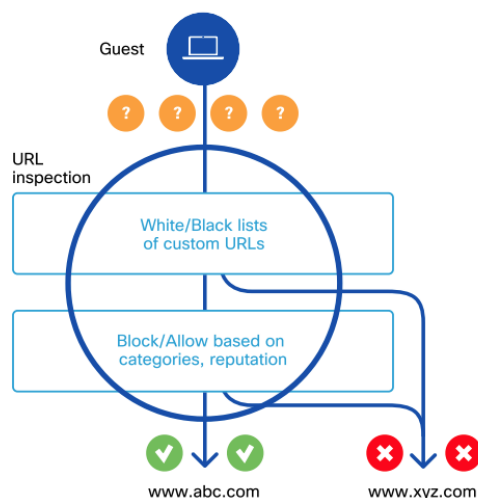 Guest
? ? ? ?
URL
inspection
White/Black lists
of custom URLs
Block/Allow based on
categories, reputation
www.abc.com
www.xyz.com